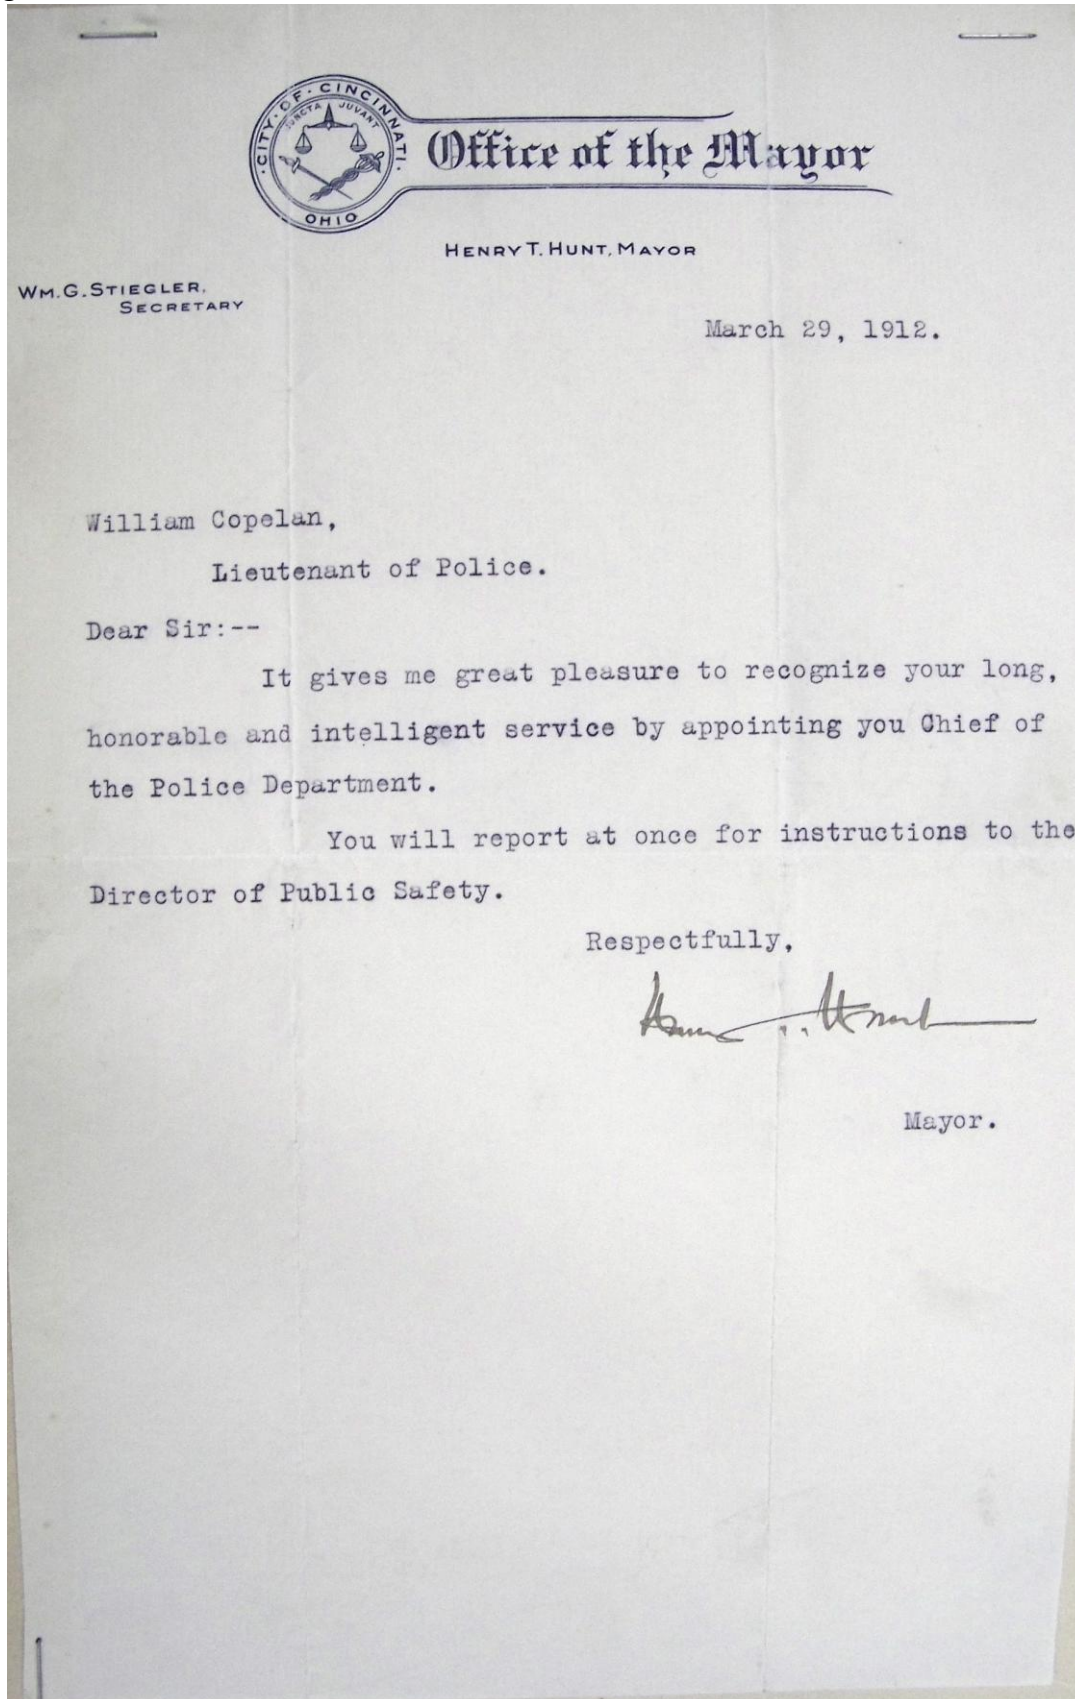 ·CITY·OF·CINCINNATI·
JUNCTA JUVANT
OHIO
Office of the Mayor
HENRY T. HUNT, MAYOR
WM. G. STIEGLER,
SECRETARY
March 29, 1912.
William Copelan,
Lieutenant of Police.
Dear Sir:--
It gives me great pleasure to recognize your long,
honorable and intelligent service by appointing you Chief of
the Police Department.
You will report at once for instructions to the
Director of Public Safety.
Respectfully,
Henry T. Hunt
Mayor.